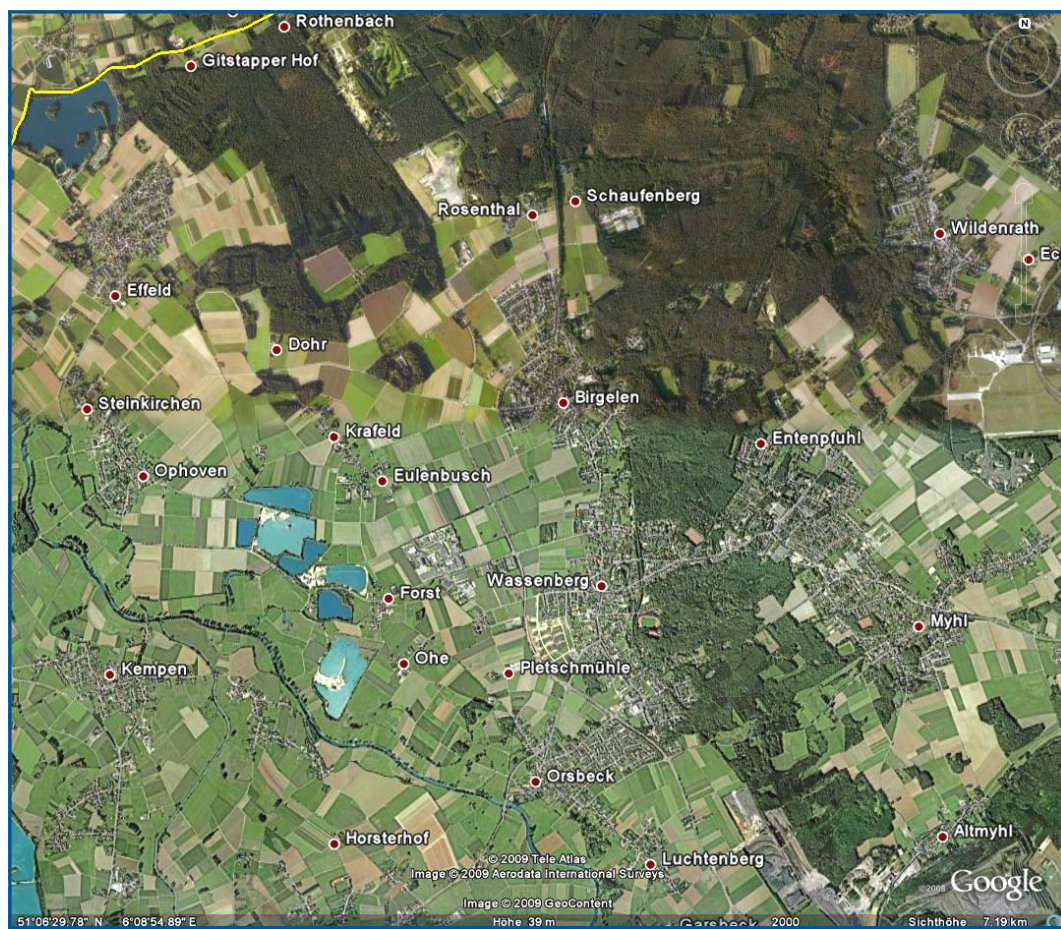 N
Rothenbach
Gitstapper Hof
Schaufenberg
Rosenthal
Wildenrath
Ec
Effeld
Dohr
Birgelen
Steinkirchen
Krafeld
Entenpfuhl
Ophoven
Eulenbusch
Wassenberg
Forst
Myhl
Ohe
Kempen
Pletschmühle
Orsbeck
Altmyhl
Horsterhof
Luchtenberg
© 2009 Tele Atlas
Image © 2009 Aerodata International Surveys
©2008 Google
Image © 2009 GeoContent
51°06'29.78" N 6°08'54.89" E Höhe 39 m Garsbeck 2000 Sichthöhe 7.19 km